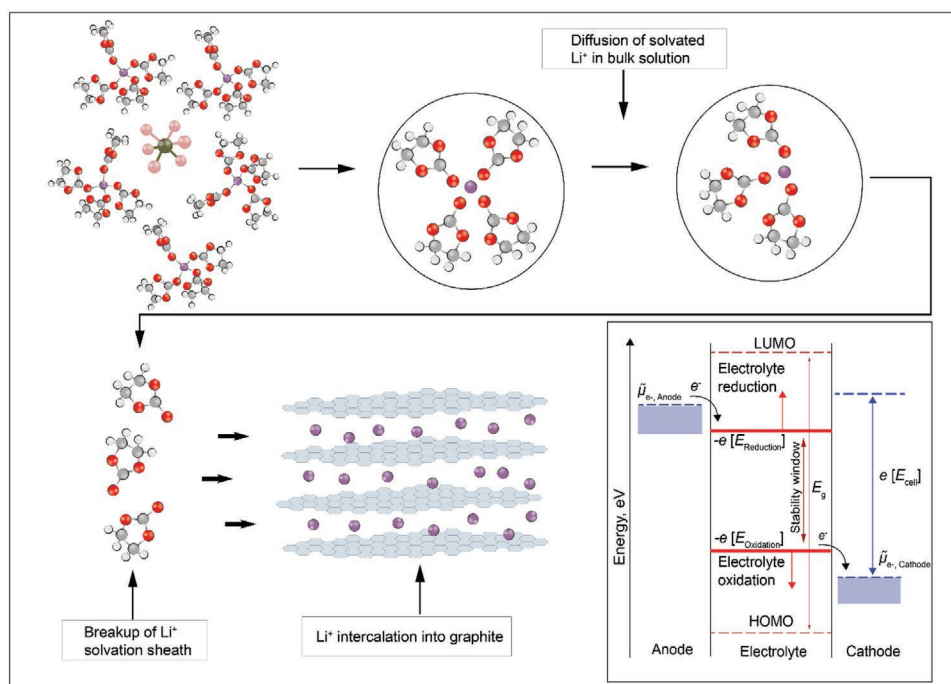 Diffusion of solvated
Li⁺ in bulk solution
Breakup of Li⁺
solvation sheath
Li⁺ intercalation into graphite
Energy, eV
LUMO
Electrolyte
reduction
μ̃e-, Anode
e-
-e [EReduction]
Stability window
Eg
e [Ecell]
-e [EOxidation]
e-
μ̃e-, Cathode
Electrolyte
oxidation
HOMO
Anode
Electrolyte
Cathode